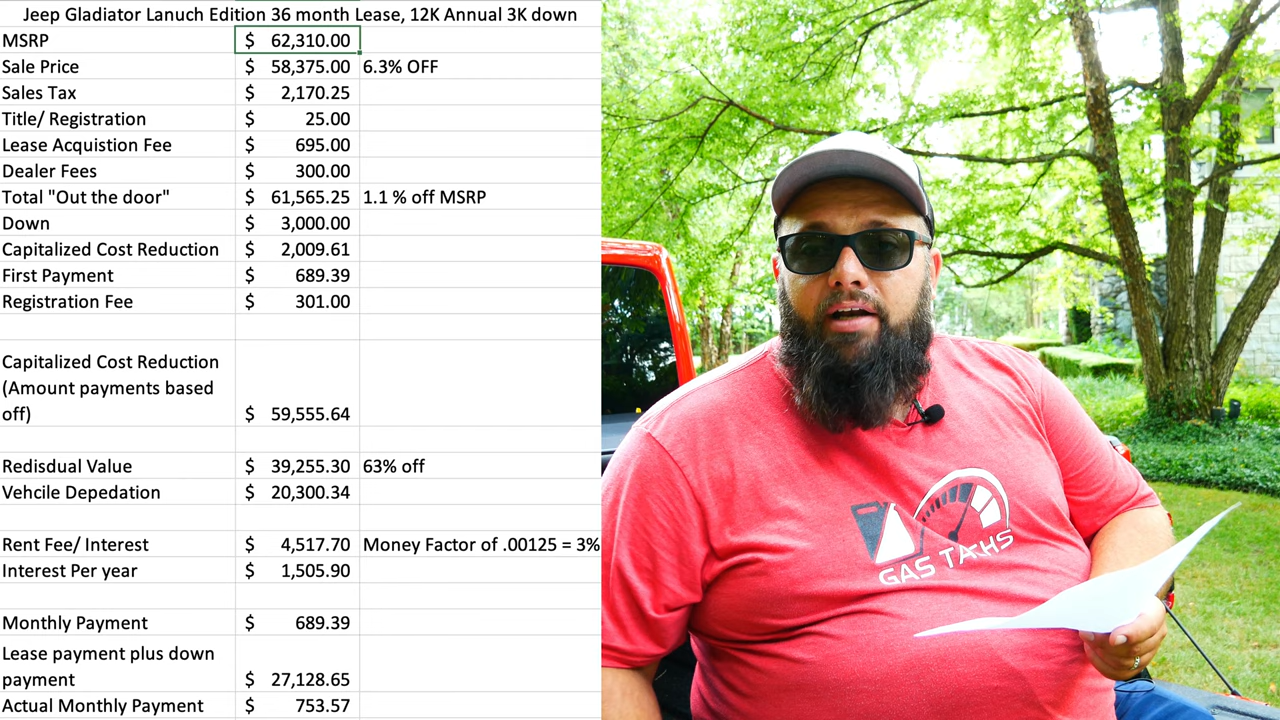 Jeep Gladiator Lanuch Edition 36 month Lease, 12K Annual 3K down
MSRP $ 62,310.00
Sale Price $ 58,375.00 6.3% OFF
Sales Tax $ 2,170.25
Title/ Registration $ 25.00
Lease Acquistion Fee $ 695.00
Dealer Fees $ 300.00
Total "Out the door" $ 61,565.25 1.1 % off MSRP
Down $ 3,000.00
Capitalized Cost Reduction $ 2,009.61
First Payment $ 689.39
Registration Fee $ 301.00
Capitalized Cost Reduction
(Amount payments based
off) $ 59,555.64
Redisdual Value $ 39,255.30 63% off
Vehcile Depedation $ 20,300.34
Rent Fee/ Interest $ 4,517.70 Money Factor of .00125 = 3%
Interest Per year $ 1,505.90
Monthly Payment $ 689.39
Lease payment plus down
payment $ 27,128.65
Actual Monthly Payment $ 753.57
GAS TACHS